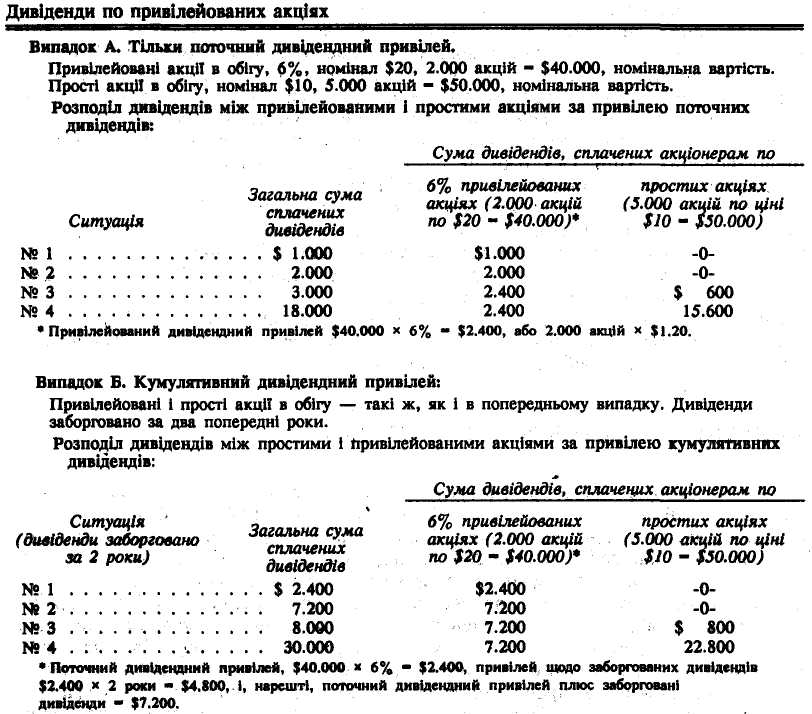 Дивіденди по привілейованих акціях
Випадок А. Тільки поточний дивідендний привілей.
Привілейовані акції в обігу, 6%, номінал $20, 2.000 акцій = $40.000, номінальна вартість.
Прості акції в обігу, номінал $10, 5.000 акцій = $50.000, номінальна вартість.
Розподіл дивідендів між привілейованими і простими акціями за привілею поточних
дивідендів:
Сума дивідендів, сплачених акціонерам по
Ситуація
Загальна сума
сплачених
дивідендів
6% привілейованих
акціях (2.000 акцій
по $20 = $40.000)*
простих акціях
(5.000 акцій по ціні
$10 = $50.000)
№ 1 . . . . . . . . . . . . . . . $ 1.000 $1.000 -0-
№ 2 . . . . . . . . . . . . . . . 2.000 2.000 -0-
№ 3 . . . . . . . . . . . . . . . 3.000 2.400 $ 600
№ 4 . . . . . . . . . . . . . . . 18.000 2.400 15.600
* Привілейований дивідендний привілей $40.000 × 6% = $2.400, або 2.000 акцій × $1.20.
Випадок Б. Кумулятивний дивідендний привілей:
Привілейовані і прості акції в обігу — такі ж, як і в попередньому випадку. Дивіденди
заборговано за два попередні роки.
Розподіл дивідендів між простими і привілейованими акціями за привілею кумулятивних
дивідендів:
Сума дивідендів, сплачених акціонерам по
Ситуація
(дивіденди заборговано
за 2 роки)
Загальна сума
сплачених
дивідендів
6% привілейованих
акціях (2.000 акцій
по $20 = $40.000)*
простих акціях
(5.000 акцій по ціні
$10 = $50.000)
№ 1 . . . . . . . . . . . . . . . $ 2.400 $2.400 -0-
№ 2 . . . . . . . . . . . . . . . 7.200 7.200 -0-
№ 3 . . . . . . . . . . . . . . . 8.000 7.200 $ 800
№ 4 . . . . . . . . . . . . . . . 30.000 7.200 22.800
* Поточний дивідендний привілей, $40.000 × 6% = $2.400, привілей щодо заборгованих дивідендів
$2.400 × 2 роки = $4.800, і, нарешті, поточний дивідендний привілей плюс заборговані
дивіденди = $7.200.